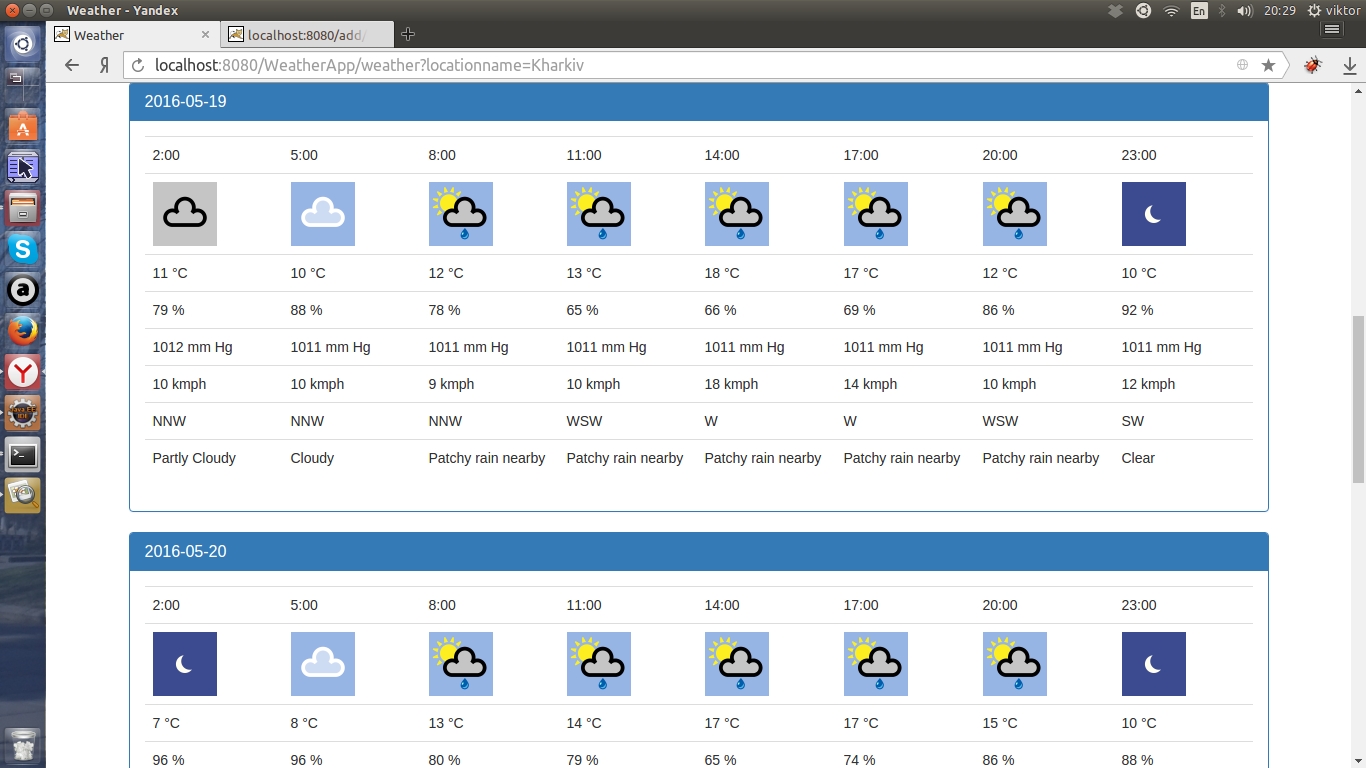 Weather - Yandex
En 20:29 viktor
Weather localhost:8080/add/
Я localhost:8080/WeatherApp/weather?locationname=Kharkiv
2016-05-19
2:00 5:00 8:00 11:00 14:00 17:00 20:00 23:00
11 °C 10 °C 12 °C 13 °C 18 °C 17 °C 12 °C 10 °C
79 % 88 % 78 % 65 % 66 % 69 % 86 % 92 %
1012 mm Hg 1011 mm Hg 1011 mm Hg 1011 mm Hg 1011 mm Hg 1011 mm Hg 1011 mm Hg 1011 mm Hg
10 kmph 10 kmph 9 kmph 10 kmph 18 kmph 14 kmph 10 kmph 12 kmph
NNW NNW NNW WSW W W WSW SW
Partly Cloudy Cloudy Patchy rain nearby Patchy rain nearby Patchy rain nearby Patchy rain nearby Patchy rain nearby Clear
2016-05-20
2:00 5:00 8:00 11:00 14:00 17:00 20:00 23:00
7 °C 8 °C 13 °C 14 °C 17 °C 17 °C 15 °C 10 °C
96 % 96 % 80 % 79 % 65 % 74 % 86 % 88 %